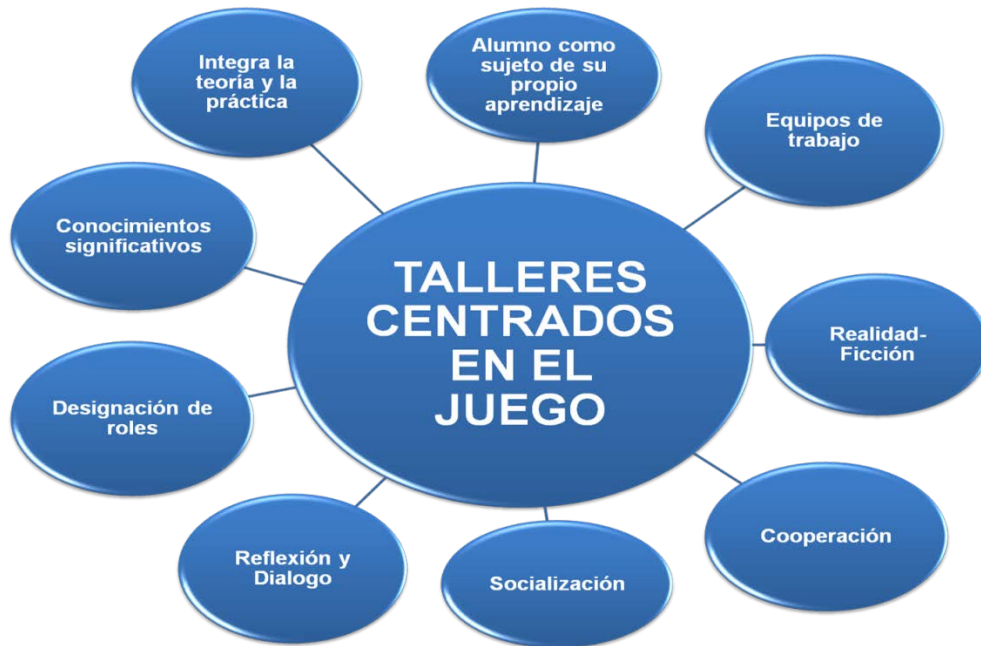 Integra la
teoría y la
práctica
Alumno como
sujeto de su
propio
aprendizaje
Equipos de
trabajo
Conocimientos
significativos
TALLERES
CENTRADOS
EN EL
JUEGO
Realidad-
Ficción
Designación de
roles
Cooperación
Reflexión y
Dialogo
Socialización